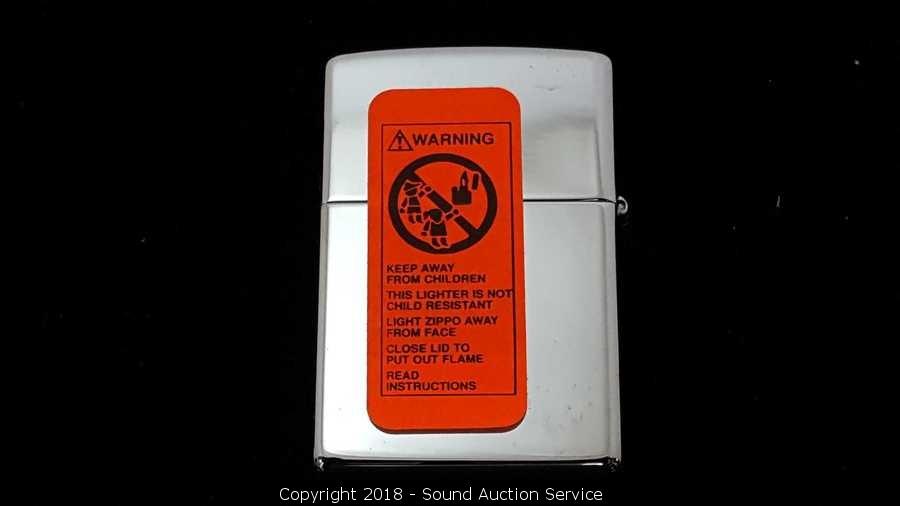 WARNING
KEEP AWAY
FROM CHILDREN
THIS LIGHTER IS NOT
CHILD RESISTANT
LIGHT ZIPPO AWAY
FROM FACE
CLOSE LID TO
PUT OUT FLAME
READ
INSTRUCTIONS
Copyright 2018 - Sound Auction Service